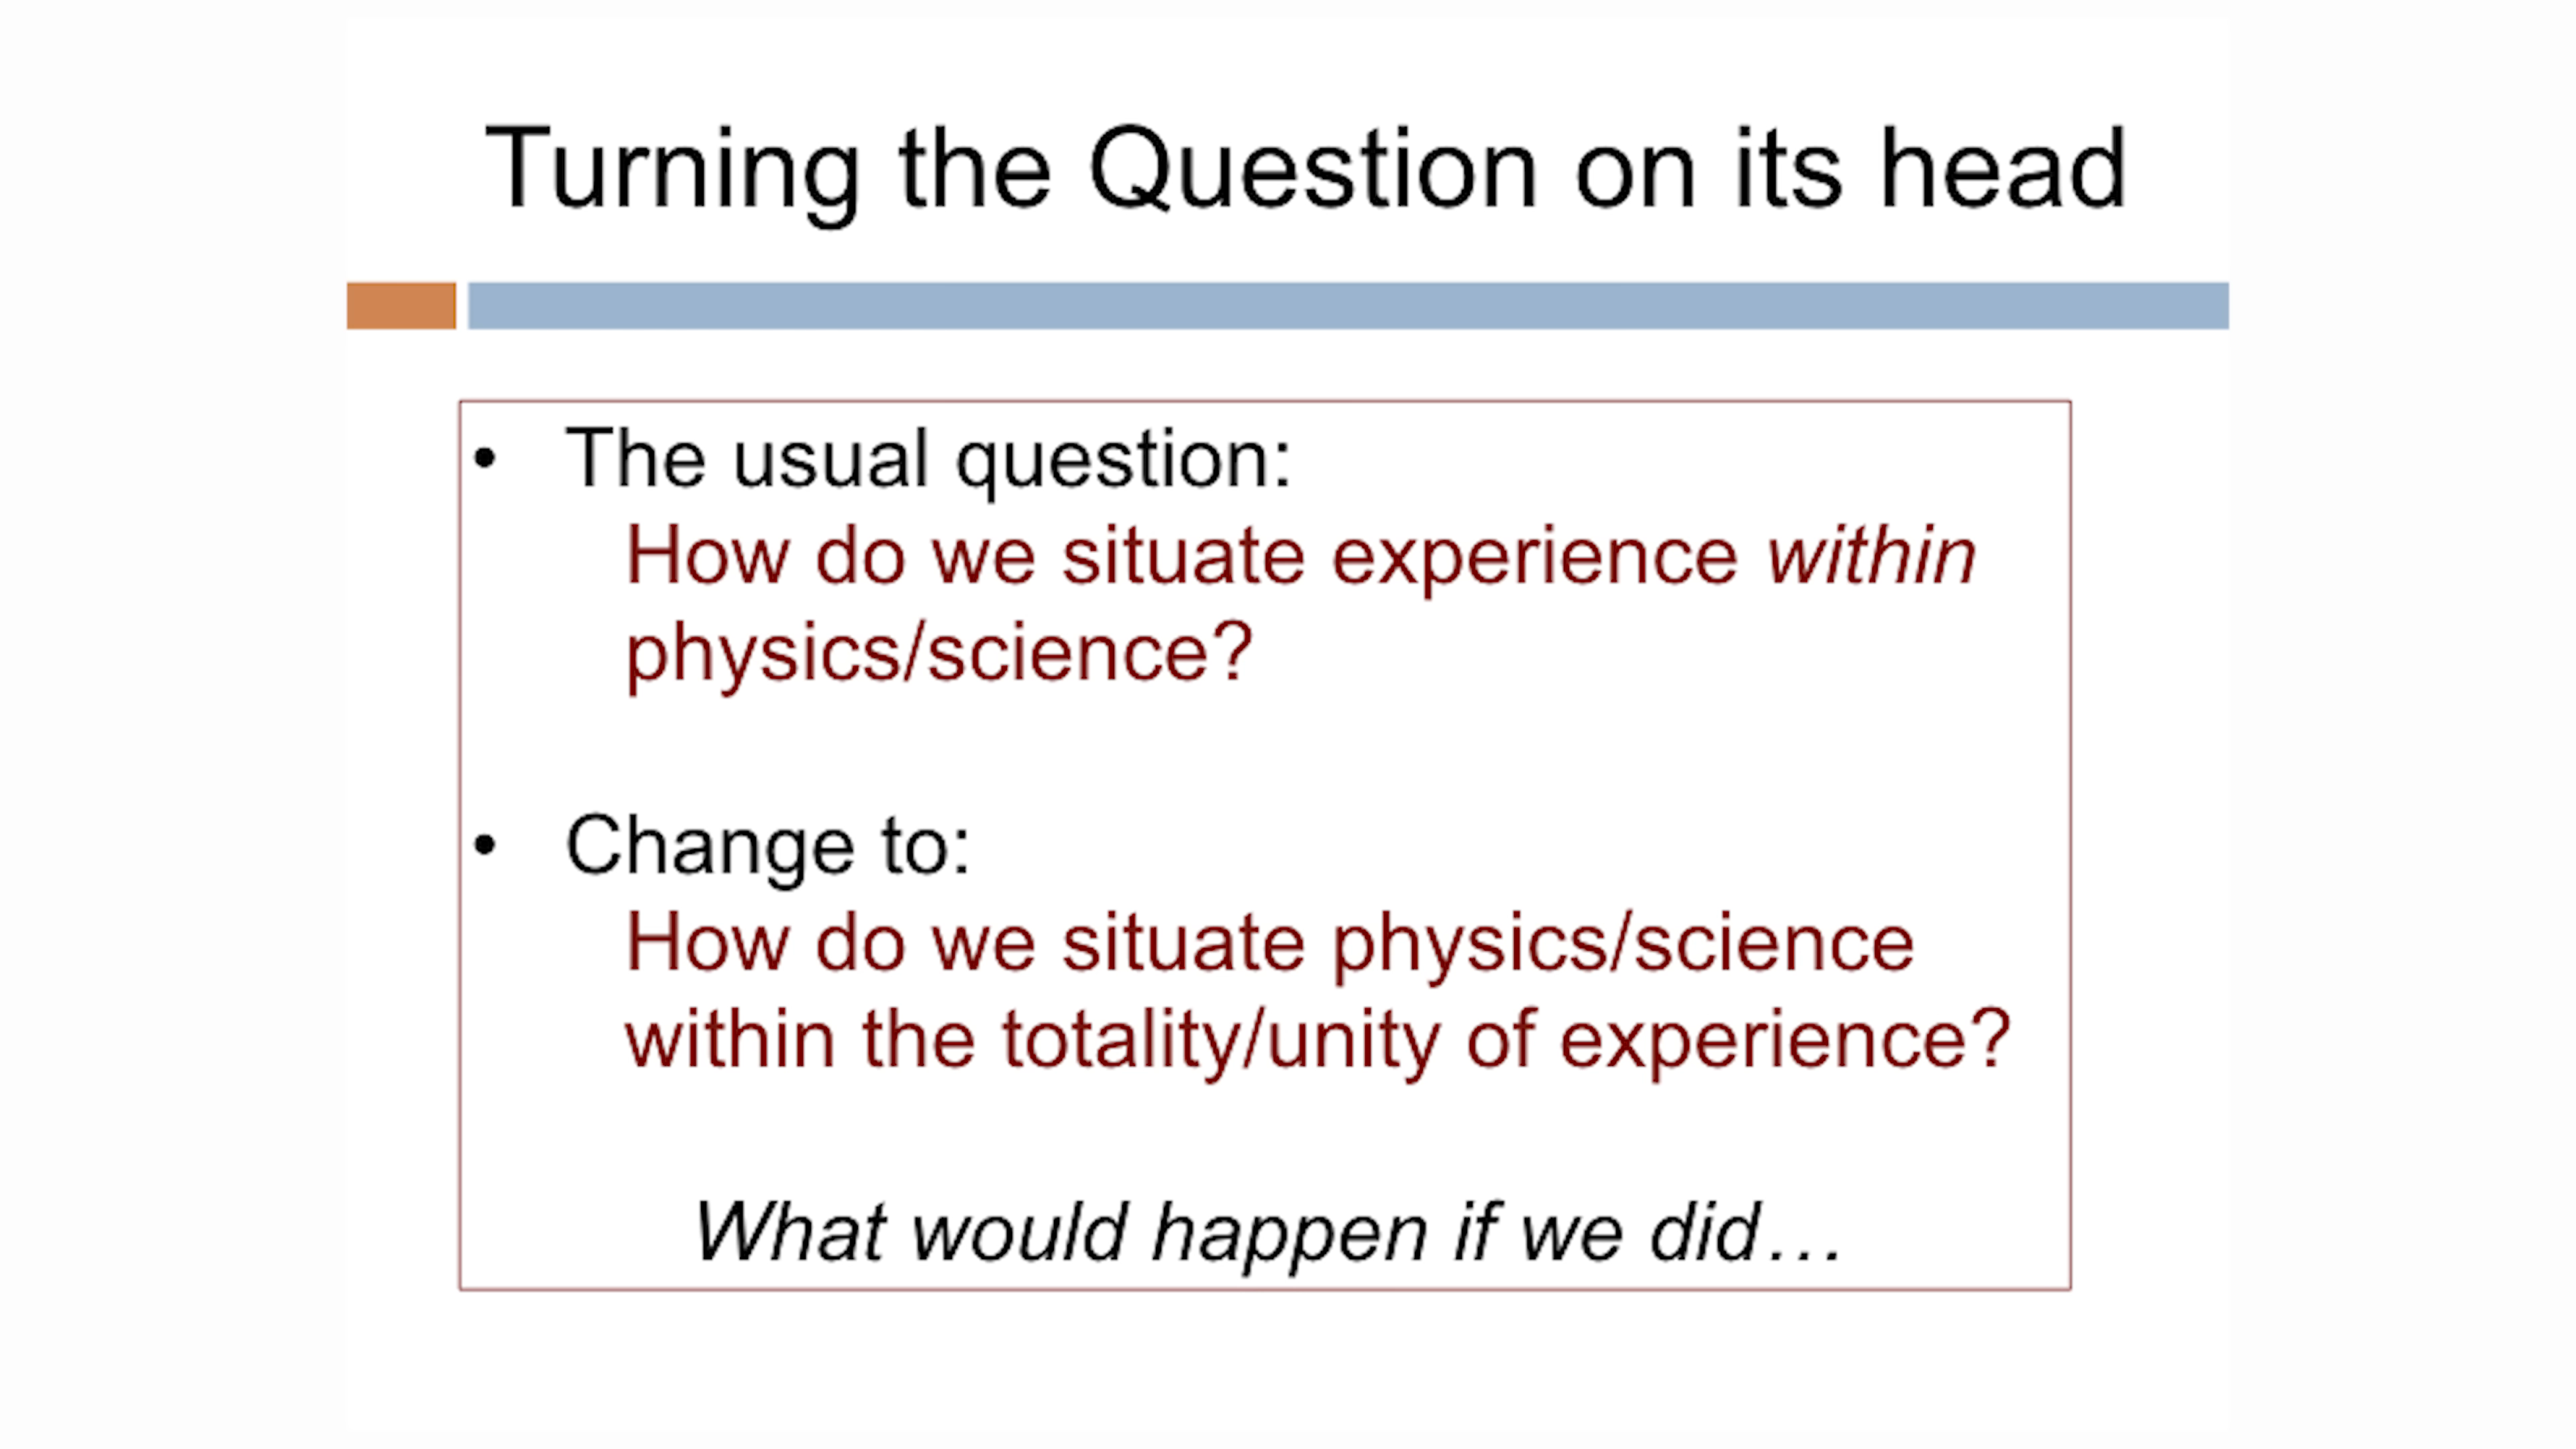 Turning the Question on its head
• The usual question:
How do we situate experience within
physics/science?
• Change to:
How do we situate physics/science
within the totality/unity of experience?
What would happen if we did…